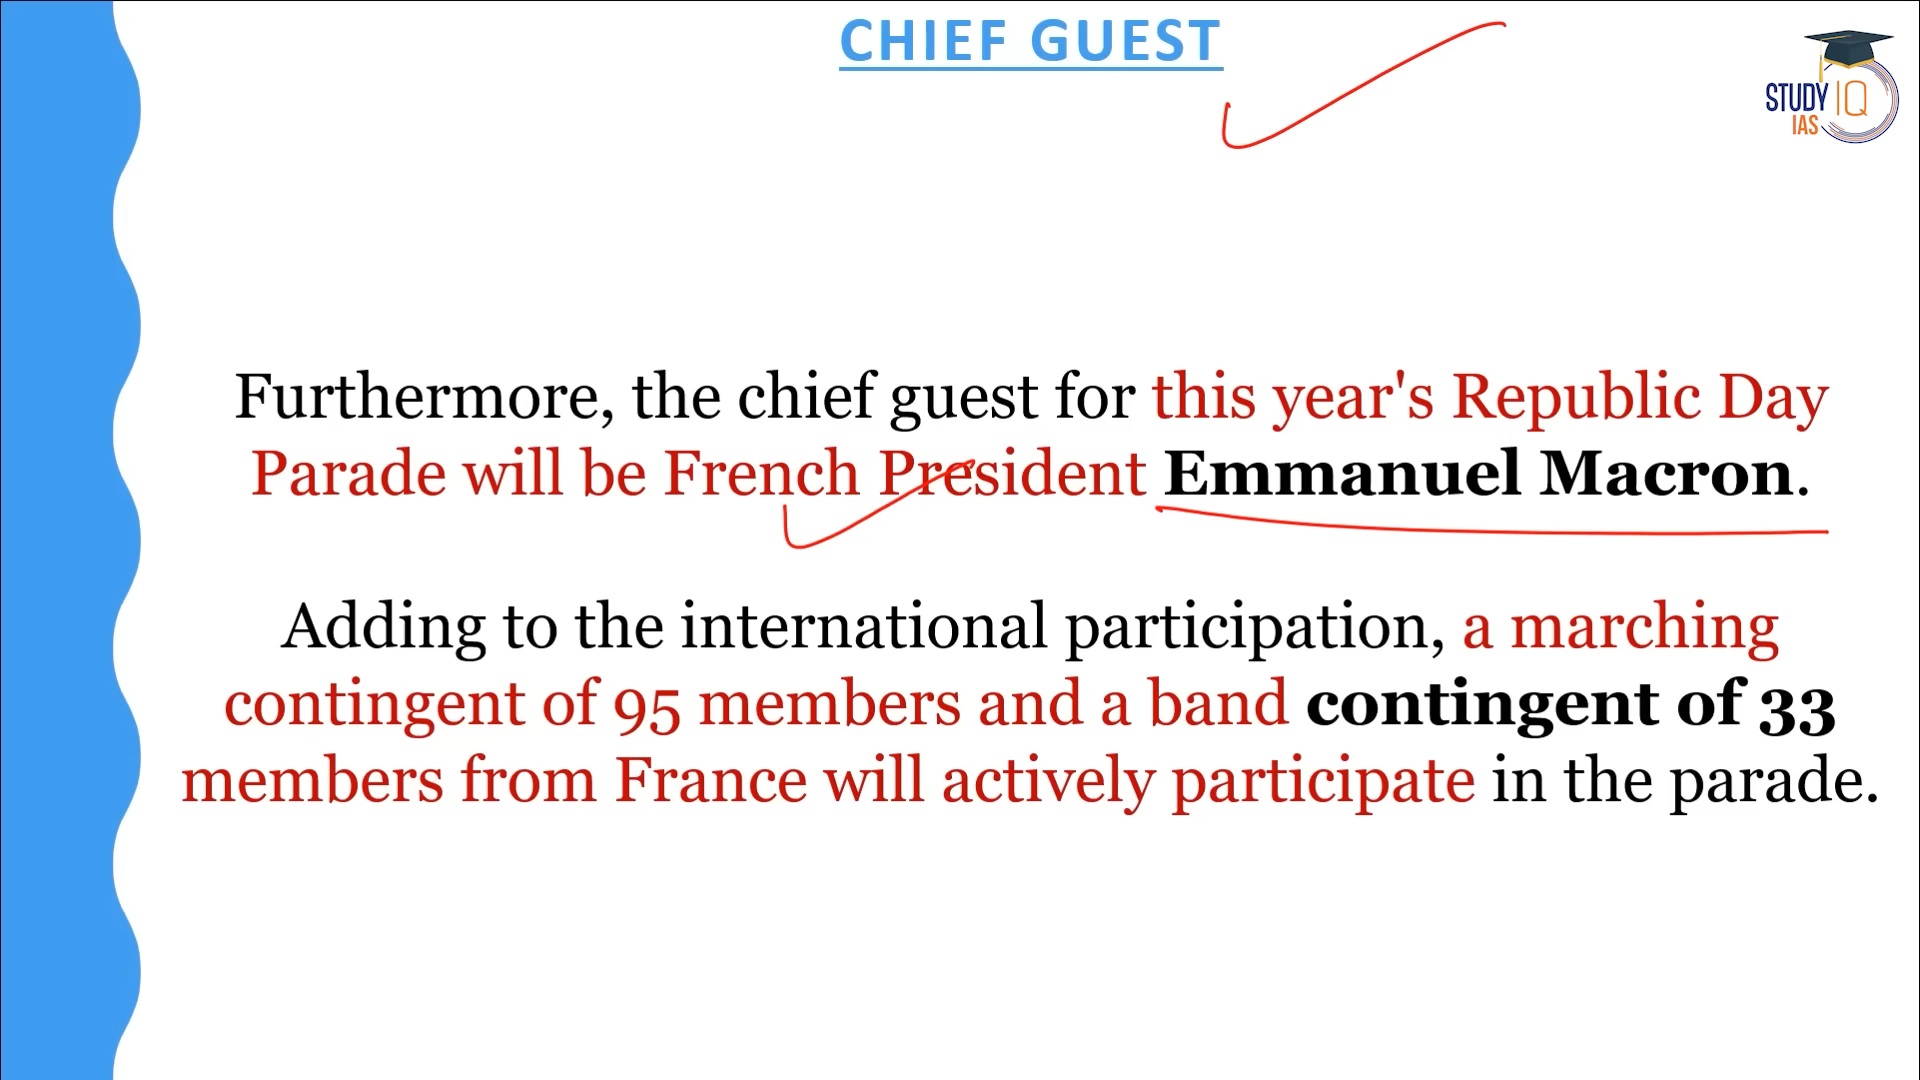 CHIEF GUEST
STUDY IQ
IAS
Furthermore, the chief guest for this year's Republic Day
Parade will be French President Emmanuel Macron.
Adding to the international participation, a marching
contingent of 95 members and a band contingent of 33
members from France will actively participate in the parade.